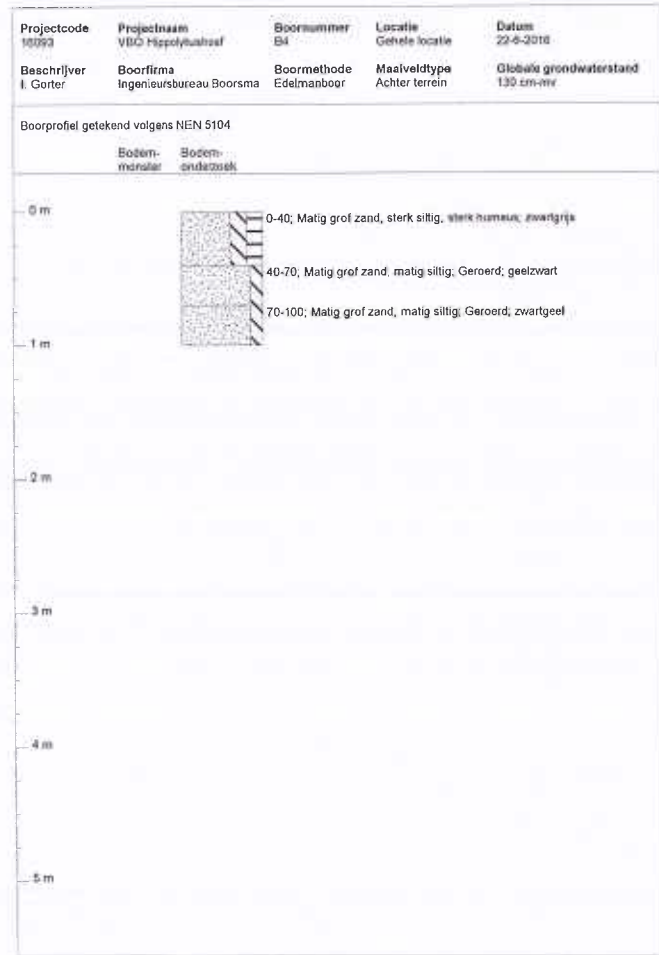 Projectcode Projectnaam Boornummer Locatie Datum
16093 VBO Hippolytushoef B4 Gehele locatie 22-6-2016
Beschrijver Boorfirma Boormethode Maaiveldtype Globale grondwaterstand
I. Gorter Ingenieursbureau Boorsma Edelmanboor Achter terrein 130 cm-mv
Boorprofiel getekend volgens NEN 5104
Bodem- Bodem-
monster onderzoek
0 m
0-40; Matig grof zand, sterk siltig, sterk humeus; zwartgrijs
40-70; Matig grof zand, matig siltig; Geroerd; geelzwart
70-100; Matig grof zand, matig siltig; Geroerd; zwartgeel
1 m
2 m
3 m
4 m
5 m